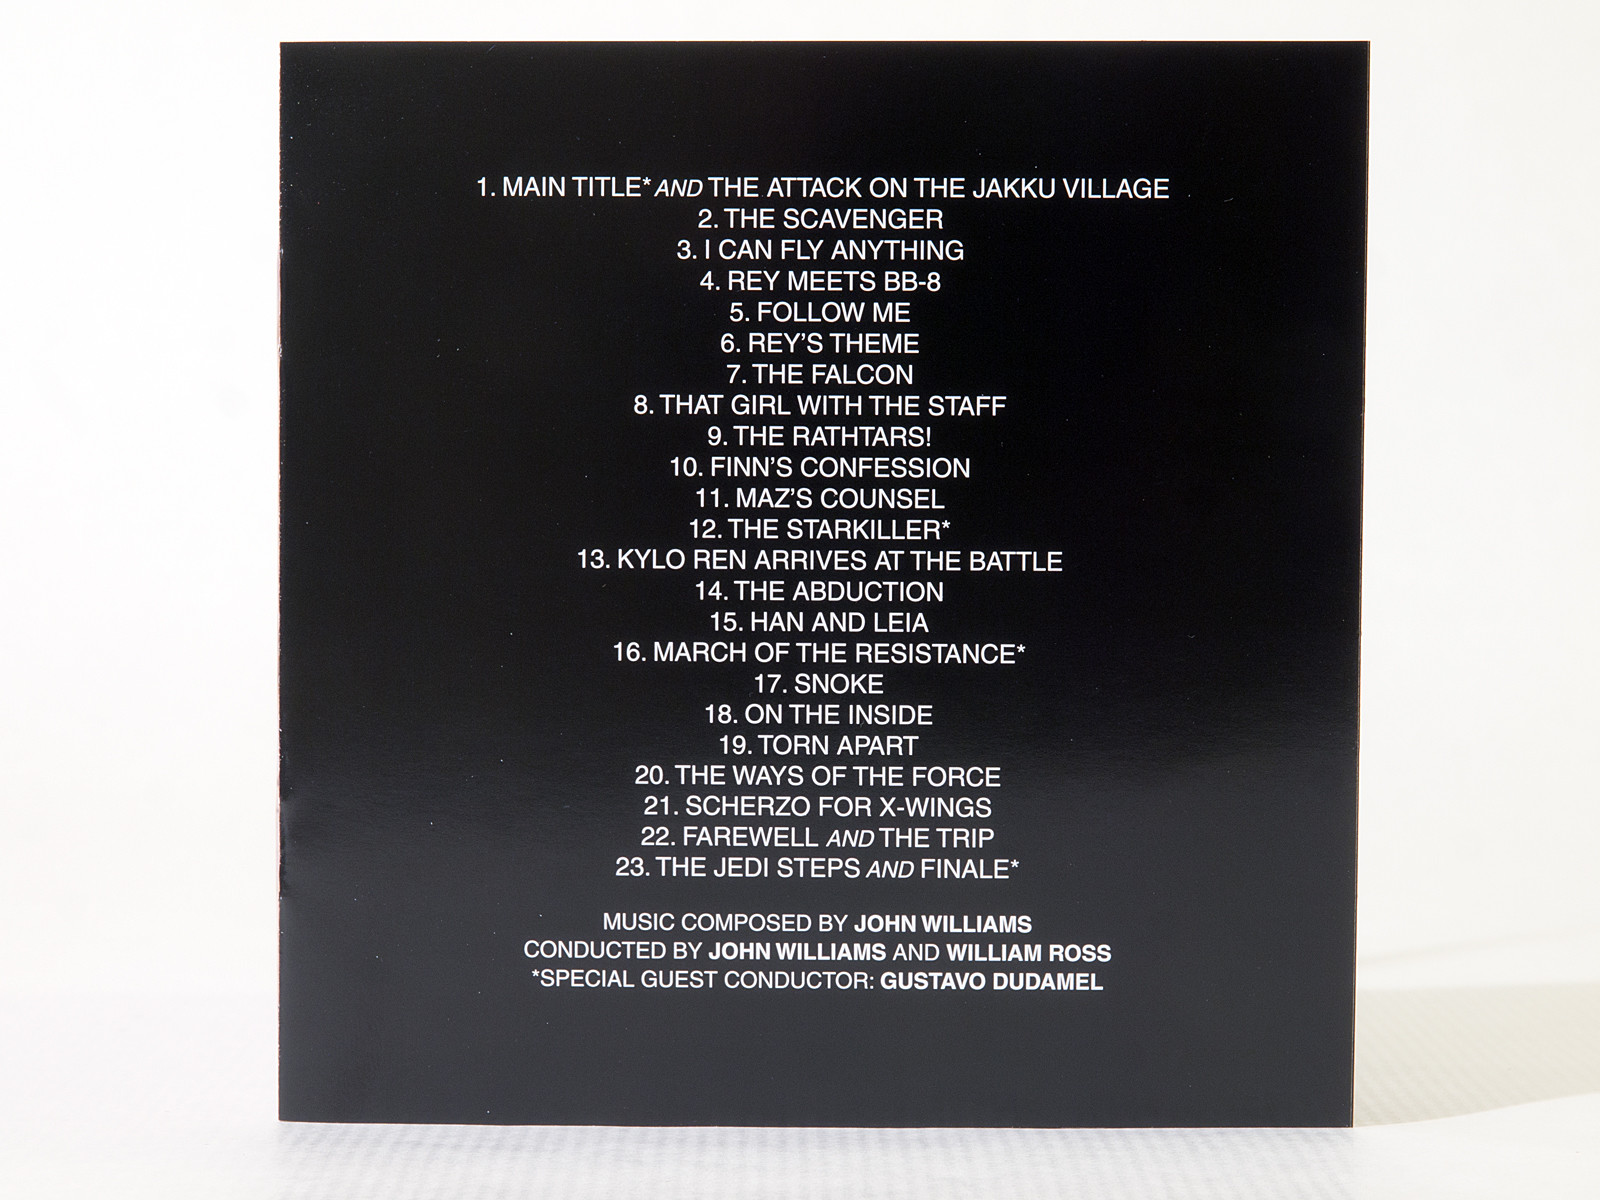 1. MAIN TITLE* AND THE ATTACK ON THE JAKKU VILLAGE
2. THE SCAVENGER
3. I CAN FLY ANYTHING
4. REY MEETS BB-8
5. FOLLOW ME
6. REY'S THEME
7. THE FALCON
8. THAT GIRL WITH THE STAFF
9. THE RATHTARS!
10. FINN'S CONFESSION
11. MAZ'S COUNSEL
12. THE STARKILLER*
13. KYLO REN ARRIVES AT THE BATTLE
14. THE ABDUCTION
15. HAN AND LEIA
16. MARCH OF THE RESISTANCE*
17. SNOKE
18. ON THE INSIDE
19. TORN APART
20. THE WAYS OF THE FORCE
21. SCHERZO FOR X-WINGS
22. FAREWELL AND THE TRIP
23. THE JEDI STEPS AND FINALE*
MUSIC COMPOSED BY JOHN WILLIAMS
CONDUCTED BY JOHN WILLIAMS AND WILLIAM ROSS
*SPECIAL GUEST CONDUCTOR: GUSTAVO DUDAMEL